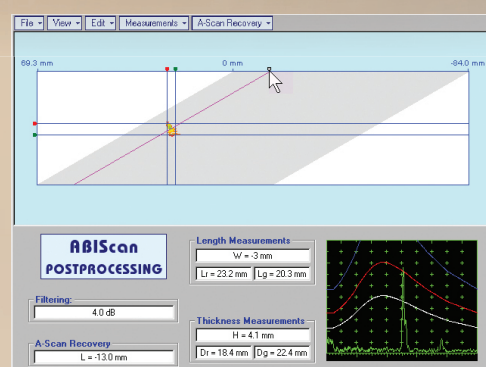 File View Edit Measurements A-Scan Recovery
69.3 mm 0 mm -84.0 mm
ABIScan
POSTPROCESSING
Filtering:
4.0 dB
A-Scan Recovery
L = -13.0 mm
Length Measurements
W = -3 mm
Lr = 23.2 mm Lg = 20.3 mm
Thickness Measurements
H = 4.1 mm
Dr = 18.4 mm Dg = 22.4 mm